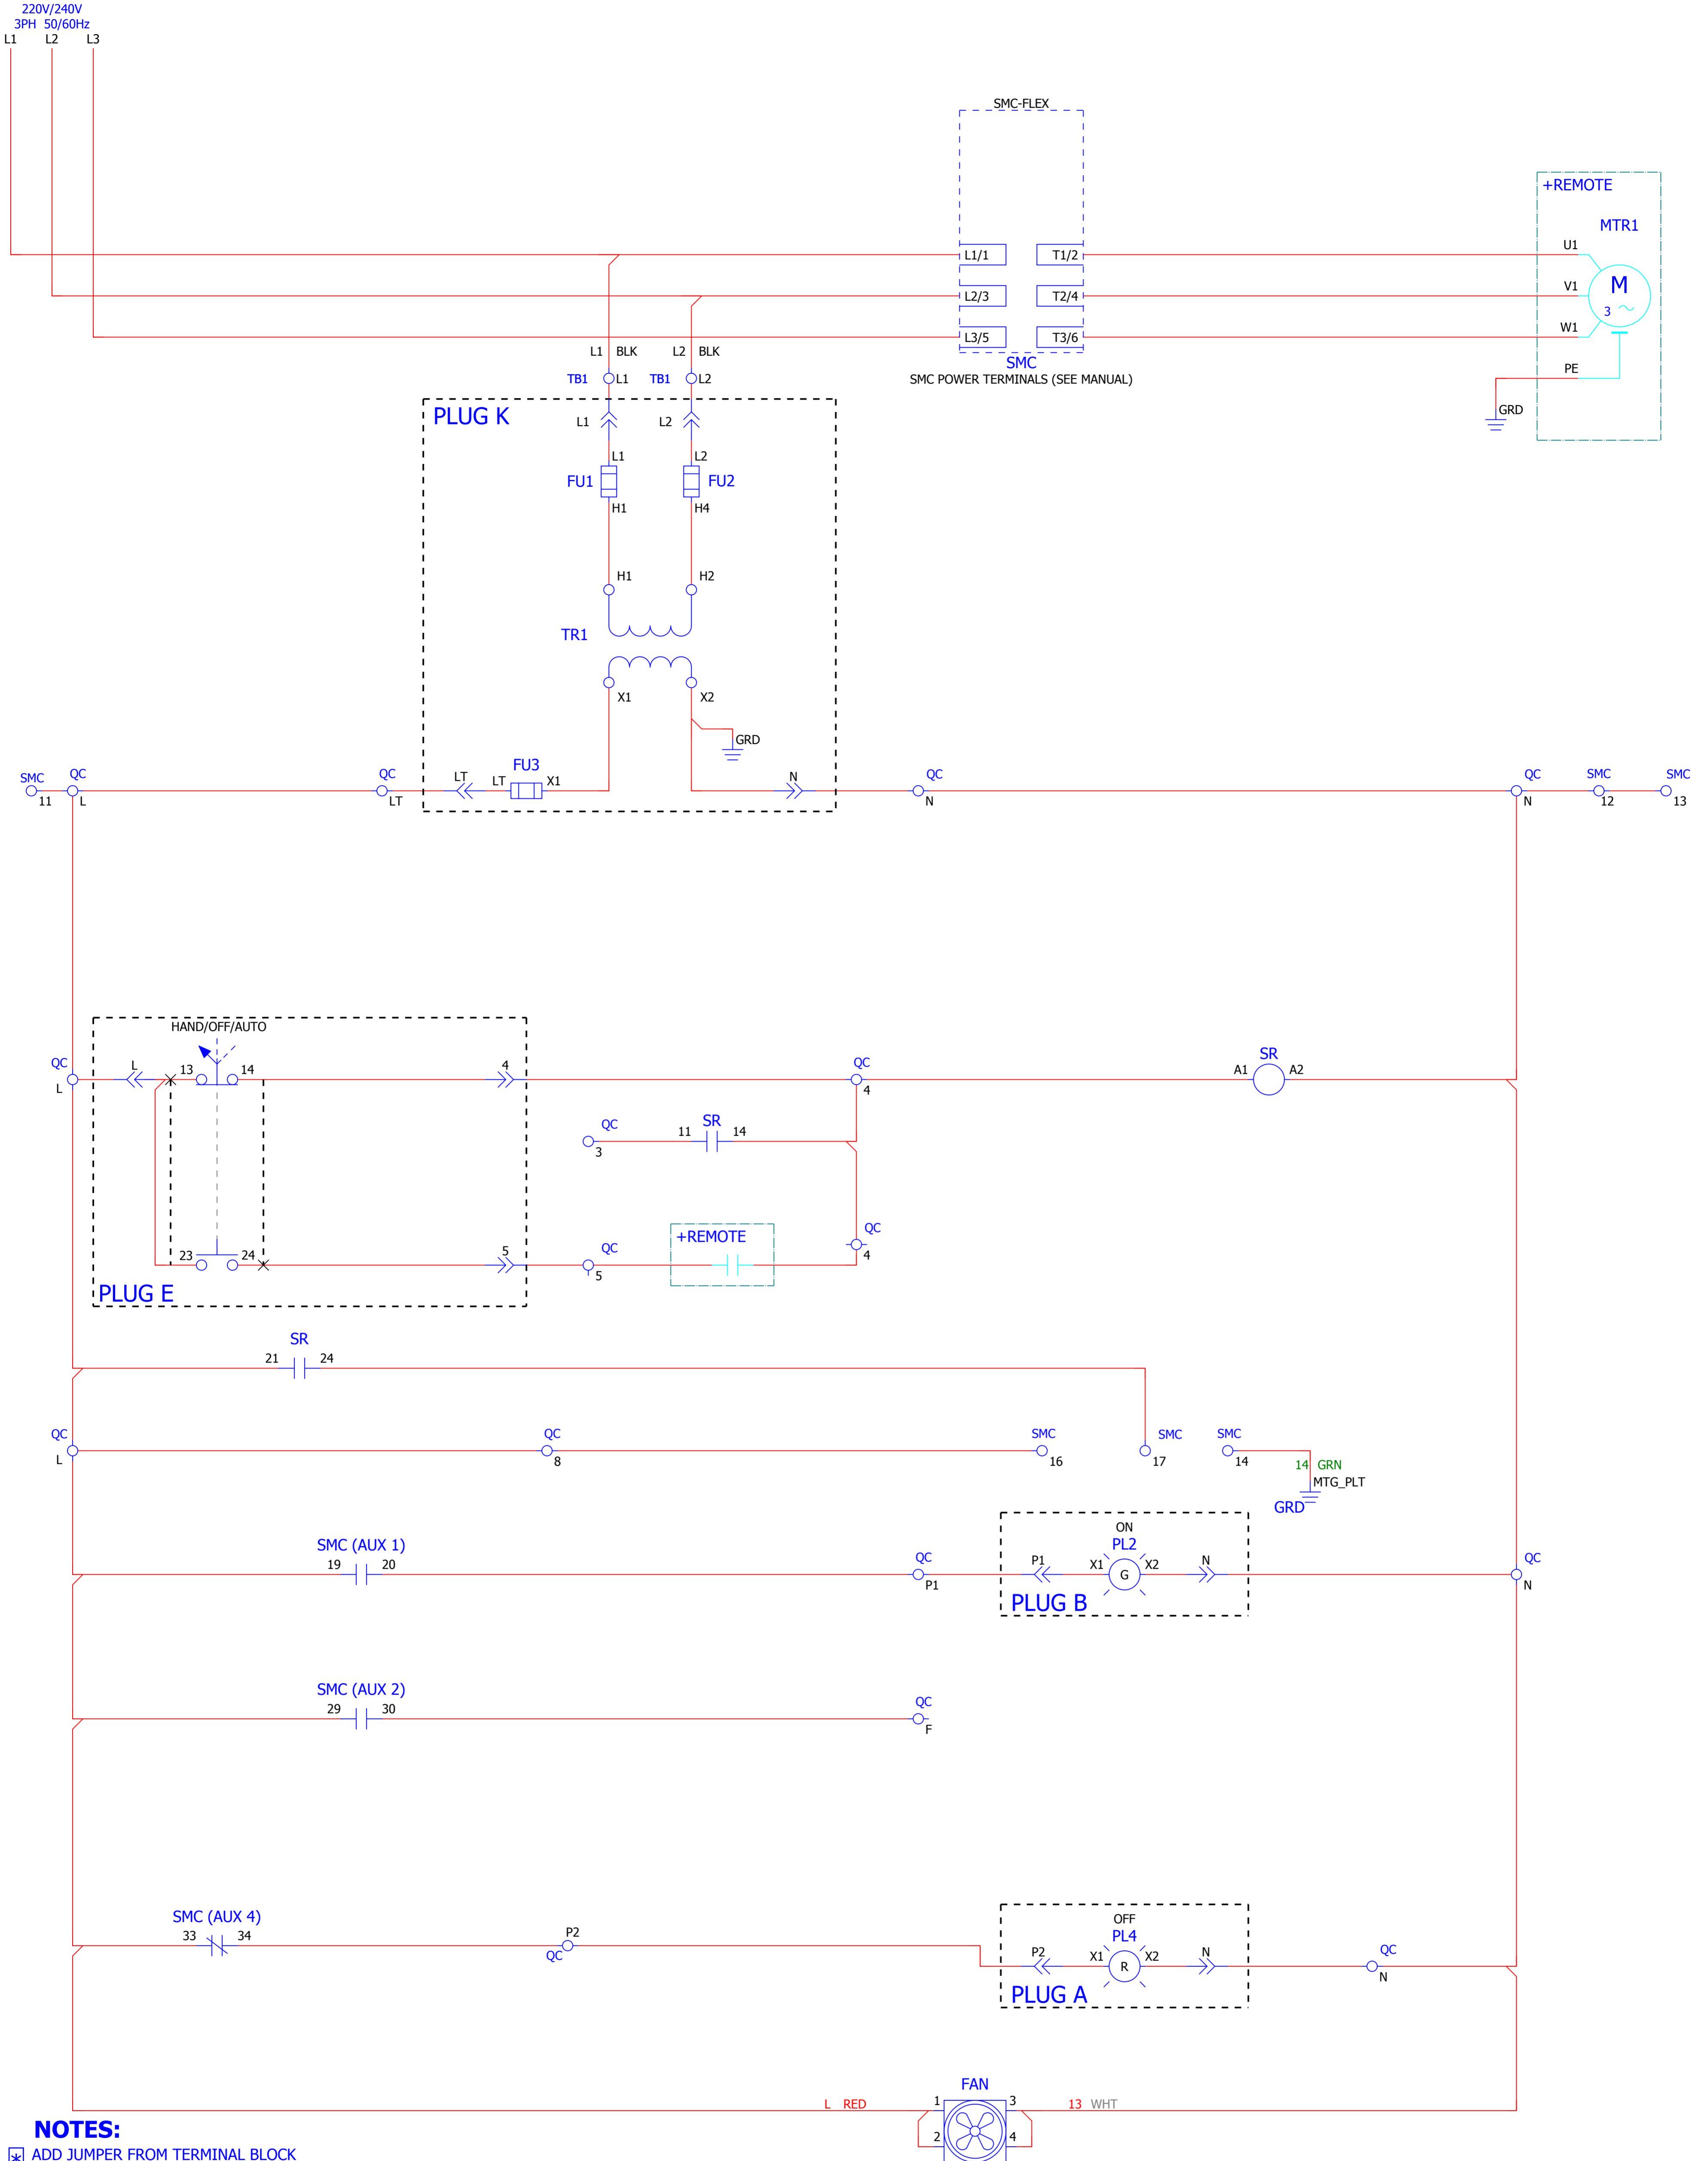 220V/240V
3PH 50/60Hz
L1 L2 L3
SMC-FLEX
+REMOTE
MTR1
L1/1 T1/2 U1
L2/3 T2/4 V1 M
3
L3/5 T3/6 W1
L1 BLK L2 BLK
SMC
SMC POWER TERMINALS (SEE MANUAL)
PE
GRD
TB1 L1 TB1 L2
PLUG K
L1 L2
L1 L2
FU1 FU2
H1 H4
H1 H2
TR1
X1 X2
GRD
SMC QC QC LT LT FU3 X1 N QC QC SMC SMC
11 L LT N N 12 13
HAND/OFF/AUTO
QC L 13 14 4 QC A1 SR A2
L 4
QC 11 SR 14
3
+REMOTE QC
4
23 24 5 QC
5
PLUG E
SR
21 24
QC QC SMC SMC SMC
L 8 16 17 14
14 GRN
MTG_PLT
GRD
ON
SMC (AUX 1) PL2
19 20 QC P1 X1 G X2 N QC
P1 N
PLUG B
SMC (AUX 2) QC
29 30 F
SMC (AUX 4) OFF
33 34 P2 PL4
QC P2 X1 R X2 N QC
N
PLUG A
FAN
L RED 1 3 13 WHT
2 4
NOTES:
* ADD JUMPER FROM TERMINAL BLOCK